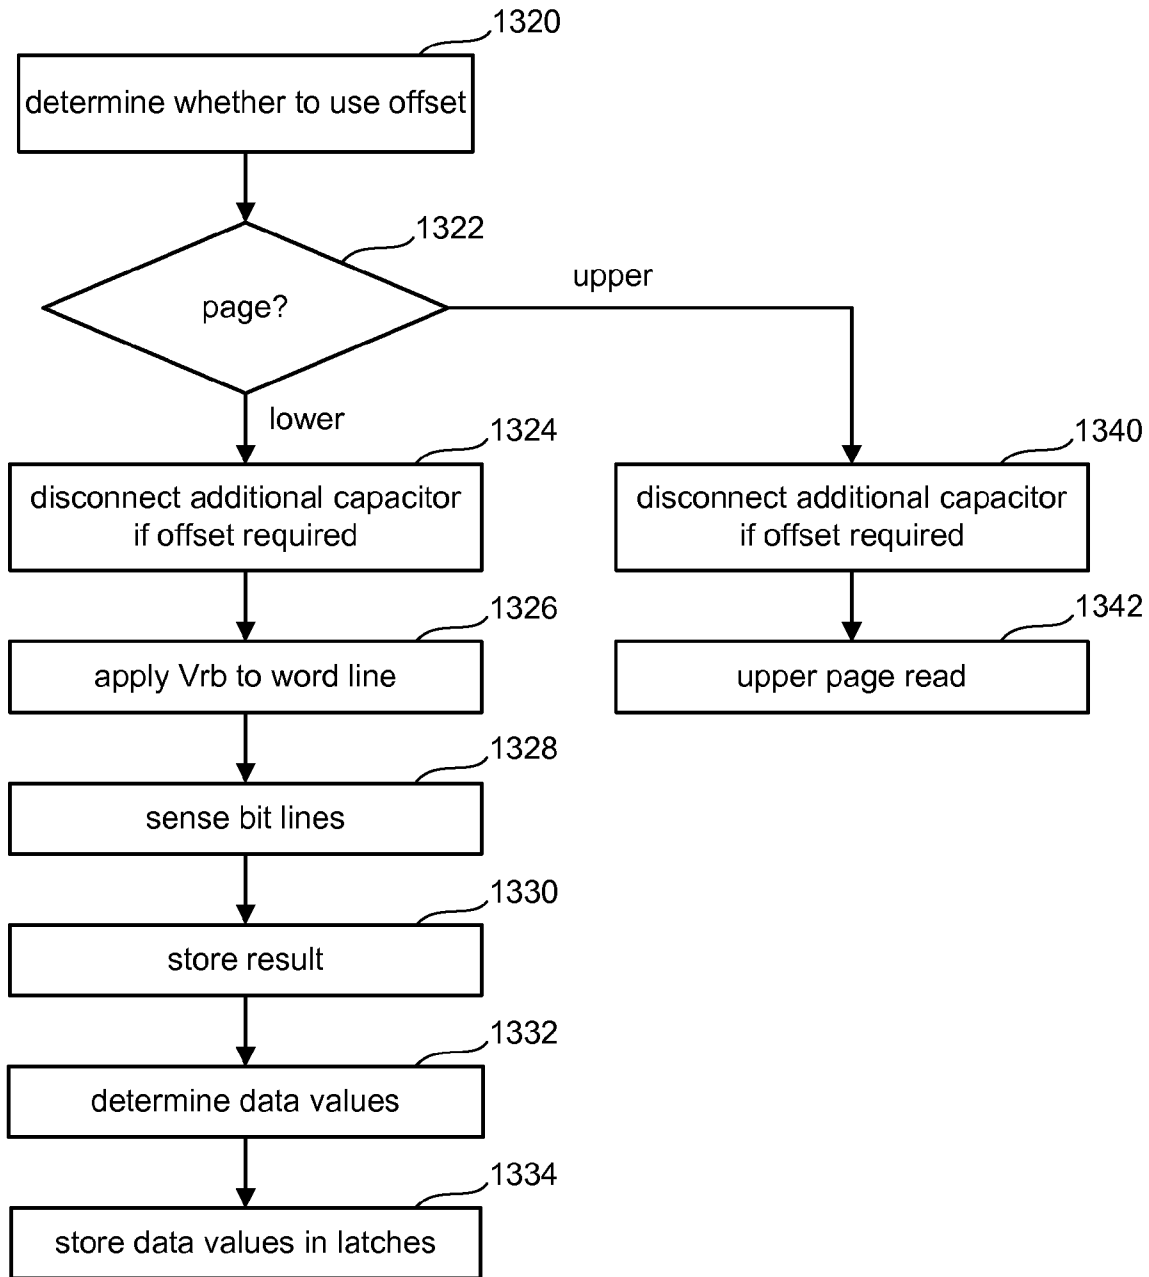 1320
determine whether to use offset
1322
page?
upper
lower
1324
disconnect additional capacitor
if offset required
1340
disconnect additional capacitor
if offset required
1326
apply Vrb to word line
1342
upper page read
1328
sense bit lines
1330
store result
1332
determine data values
1334
store data values in latches